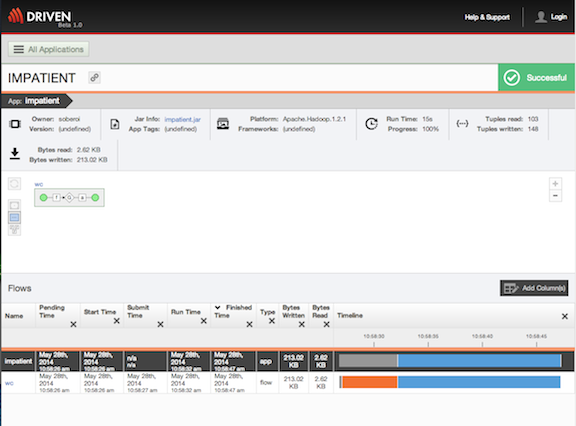 DRIVEN
Beta 1.0
Help & Support
Login
All Applications
IMPATIENT
Successful
App: impatient
Owner: soberoi
Version: (undefined)
Jar Info: impatient.jar
App Tags: (undefined)
Platform: Apache.Hadoop.1.2.1
Frameworks: (undefined)
Run Time: 15s
Progress: 100%
Tuples read: 103
Tuples written: 148
Bytes read: 2.62 KB
Bytes written: 213.02 KB
wc
Flows
Add Column(s)
Name Pending Time Start Time Submit Time Run Time Finished Time Type Bytes Written Bytes Read Timeline
10:58:30 10:58:35 10:58:40 10:58:45
impatient May 28th, 2014 10:58:26 am May 28th, 2014 10:58:26 am n/a n/a May 28th, 2014 10:58:32 am May 28th, 2014 10:58:47 am app 213.02 KB 2.62 KB
wc May 28th, 2014 10:58:26 am May 28th, 2014 10:58:26 am May 28th, 2014 10:58:27 am May 28th, 2014 10:58:32 am May 28th, 2014 10:58:47 am flow 213.02 KB 2.62 KB